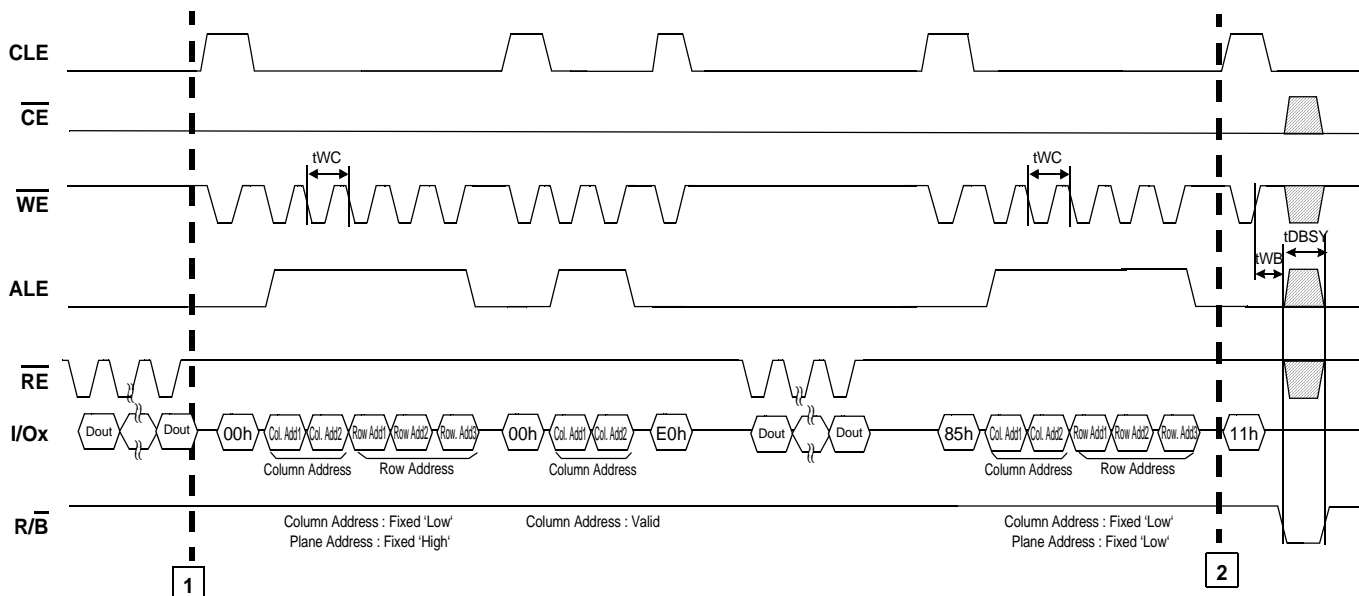 CLE
CE
tWC
tWC
WE
tDBSY
tWB
ALE
RE
I/Ox
Dout
Dout
00h
Col. Add1
Col. Add2
Row Add1
Row Add2
Row. Add3
00h
Col. Add1
Col. Add2
E0h
Dout
Dout
85h
Col. Add1
Col. Add2
Row Add1
Row Add2
Row. Add3
11h
Column Address
Row Address
Column Address
Column Address
Row Address
R/B
Column Address : Fixed ‘Low‘
Plane Address : Fixed ‘High‘
Column Address : Valid
Column Address : Fixed ‘Low‘
Plane Address : Fixed ‘Low‘
1
2